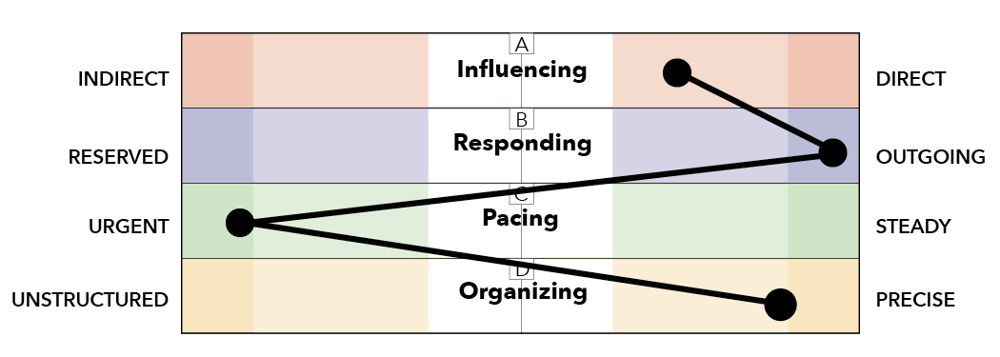 A
INDIRECT Influencing DIRECT
B
RESERVED Responding OUTGOING
C
URGENT Pacing STEADY
D
UNSTRUCTURED Organizing PRECISE